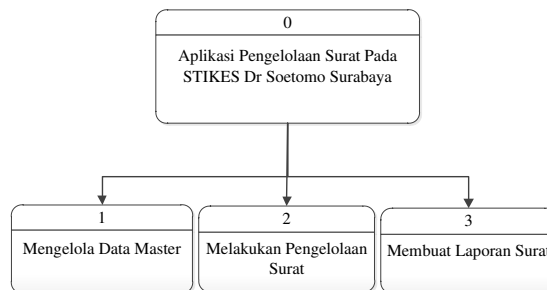 0
Aplikasi Pengelolaan Surat Pada
STIKES Dr Soetomo Surabaya
1
Mengelola Data Master
2
Melakukan Pengelolaan
Surat
3
Membuat Laporan Surat